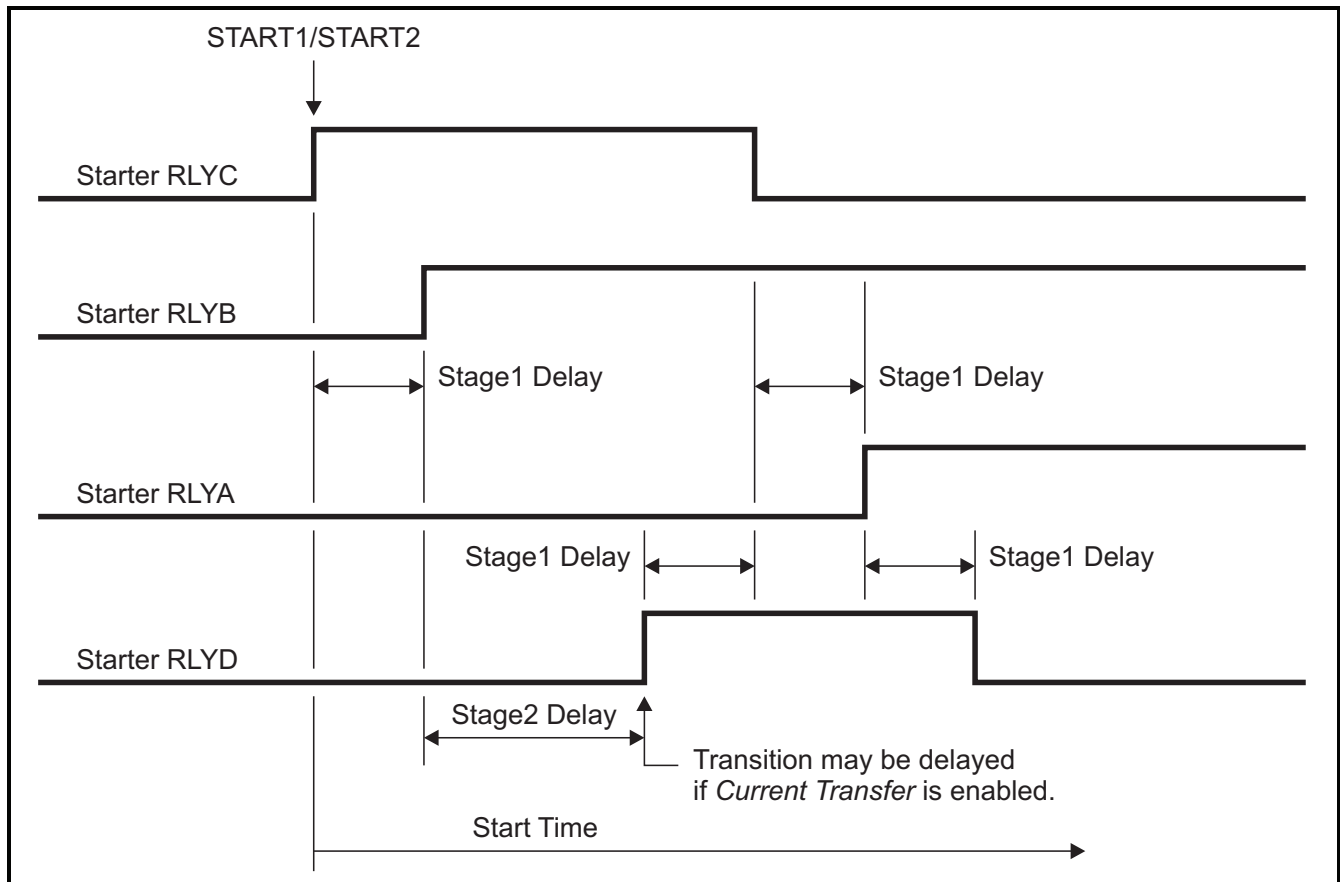 START1/START2
Starter RLYC
Starter RLYB
Stage1 Delay
Stage1 Delay
Starter RLYA
Stage1 Delay
Stage1 Delay
Starter RLYD
Stage2 Delay
Transition may be delayed
if Current Transfer is enabled.
Start Time